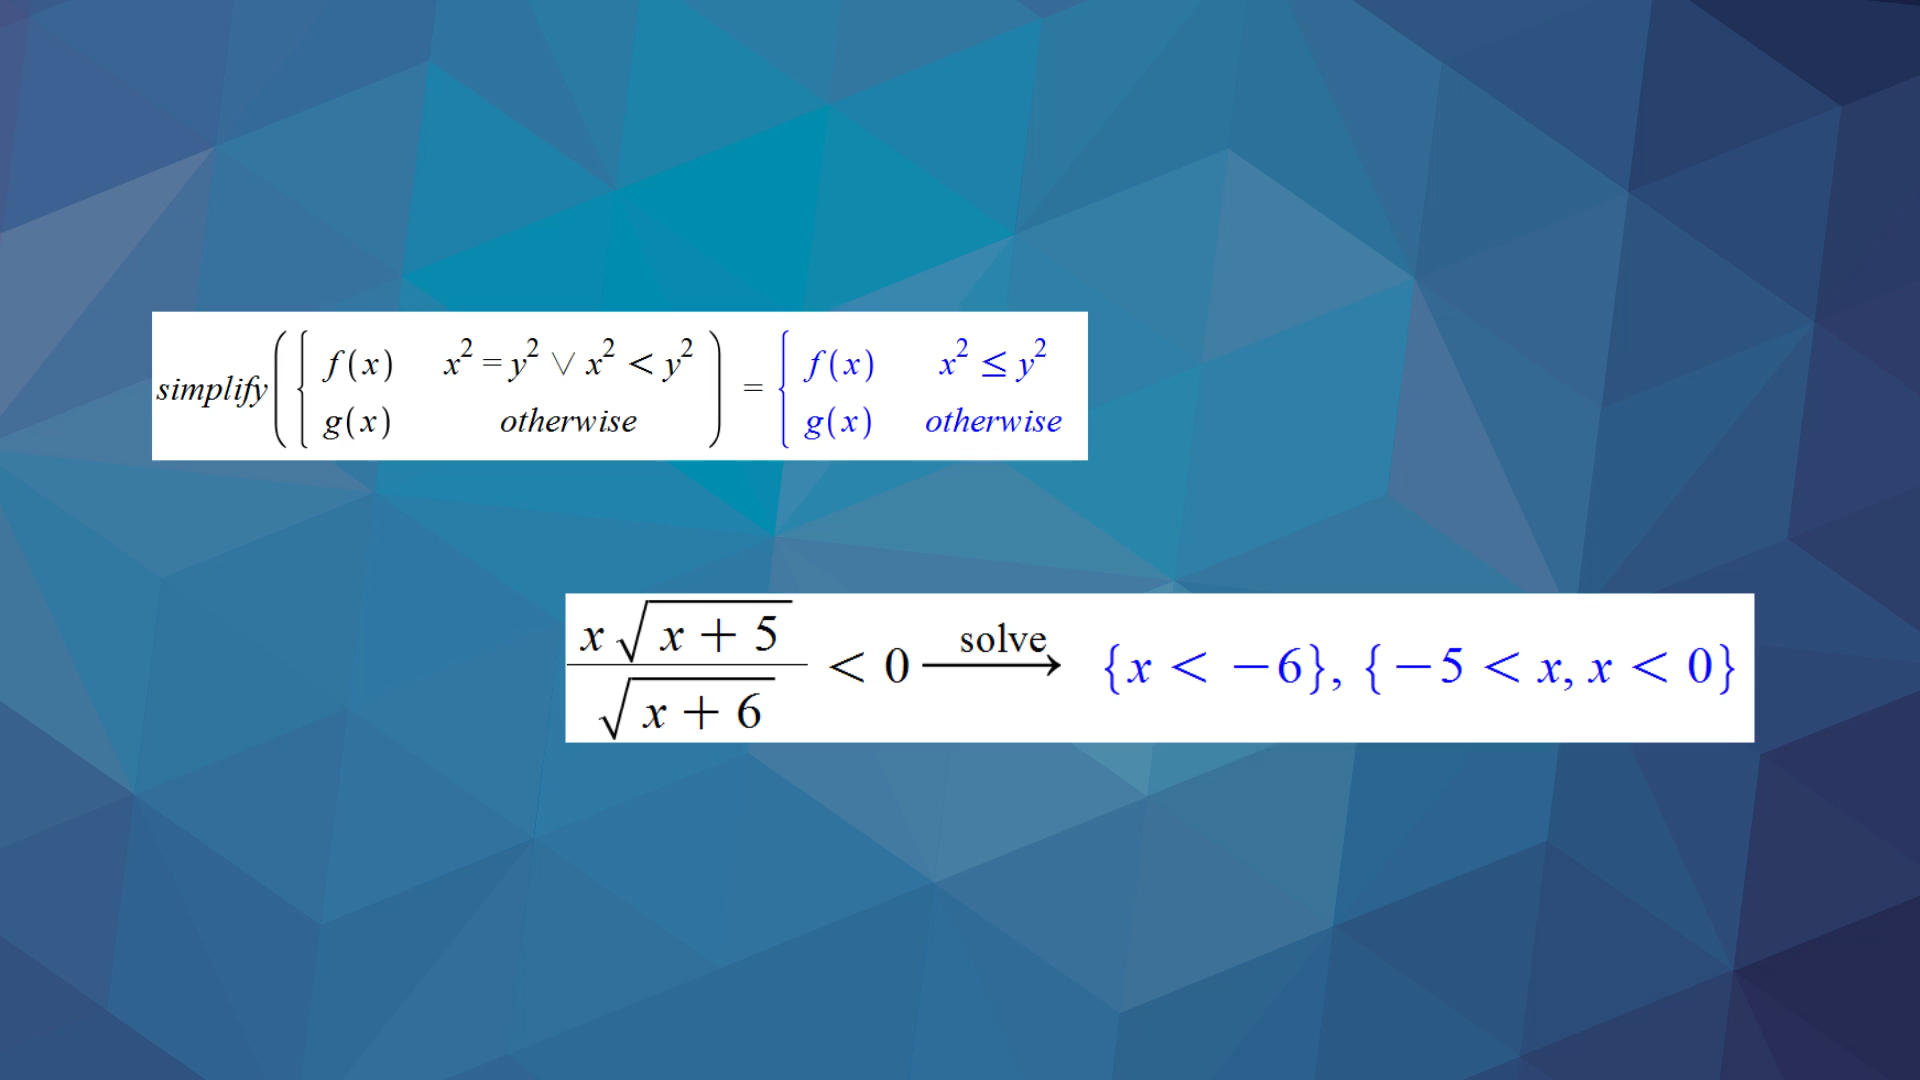 simplify({ f(x)  x² = y² ∨ x² < y²
g(x)  otherwise ) = { f(x)  x² ≤ y²
g(x)  otherwise
x√(x + 5) / √(x + 6) < 0 solve→ {x < −6}, {−5 < x, x < 0}